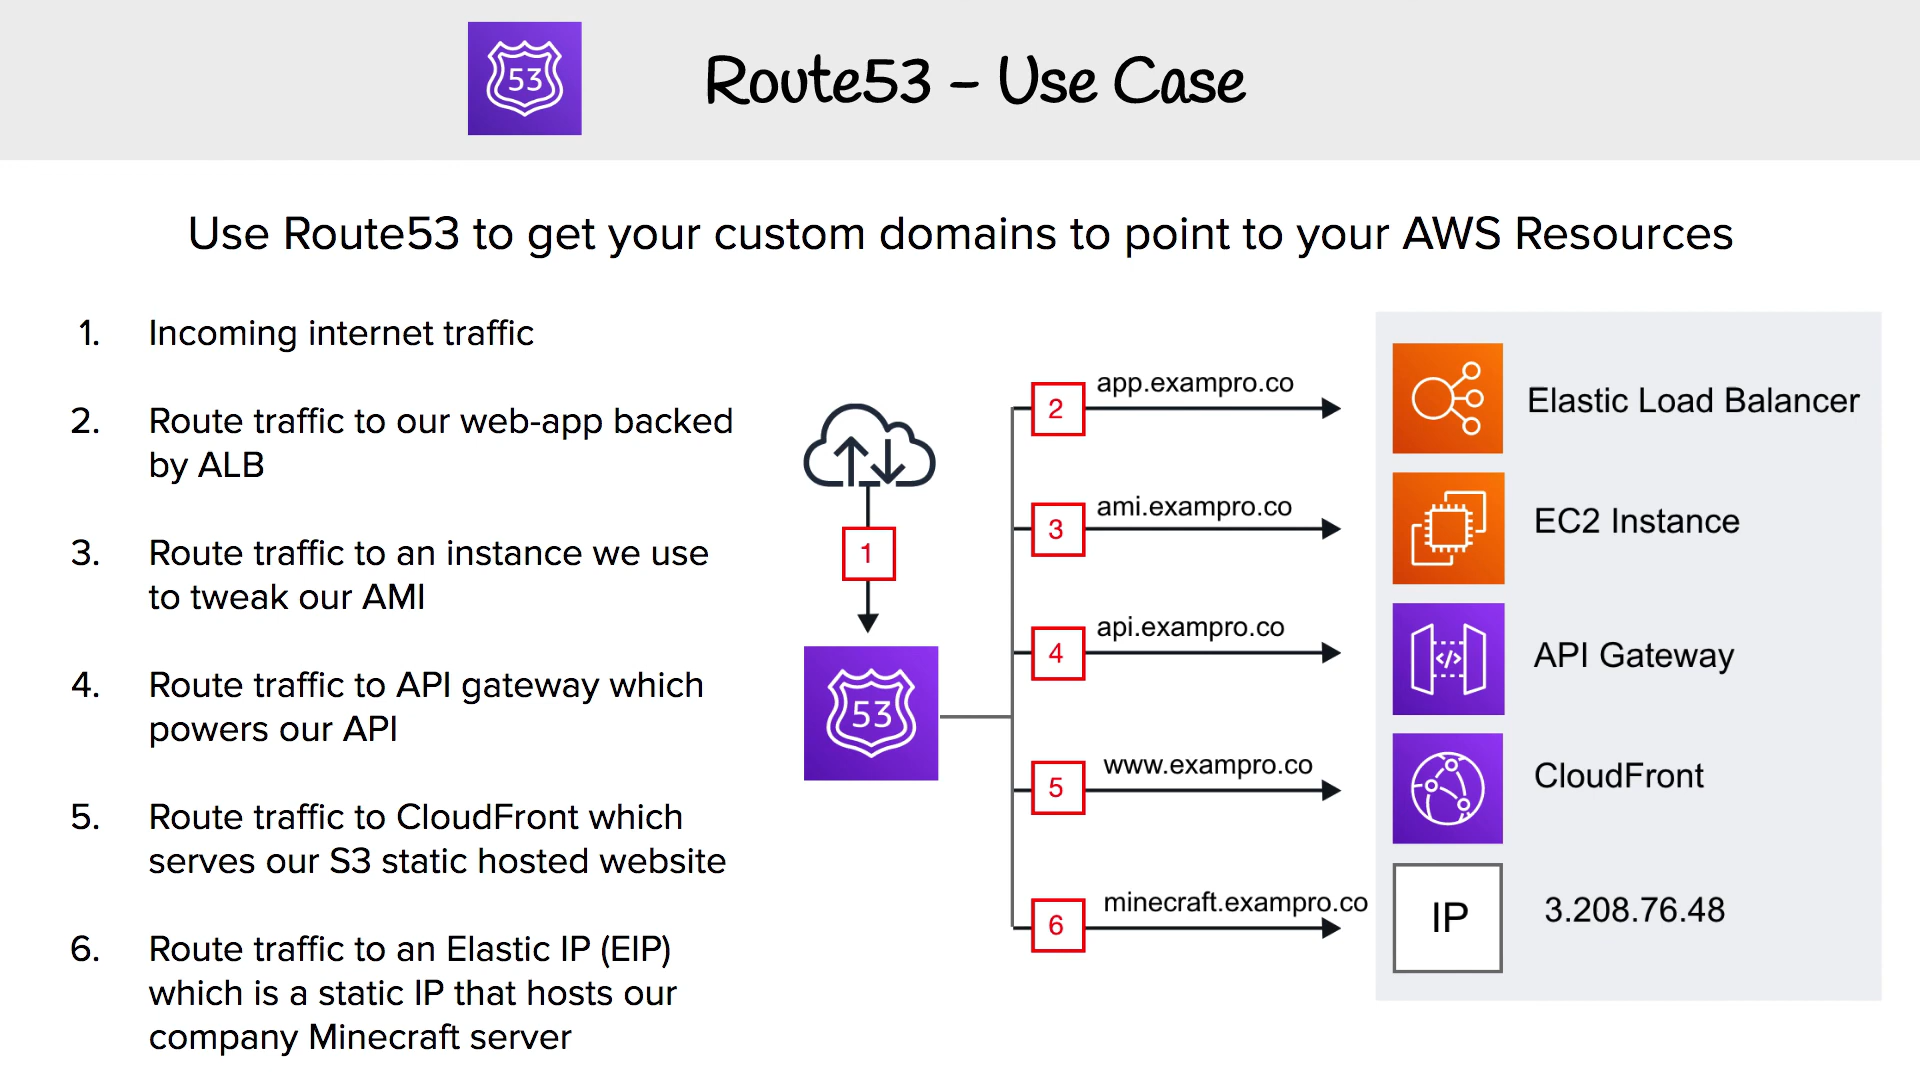 53
Route53 – Use Case
Use Route53 to get your custom domains to point to your AWS Resources
1. Incoming internet traffic
2. Route traffic to our web-app backed
by ALB
3. Route traffic to an instance we use
to tweak our AMI
4. Route traffic to API gateway which
powers our API
5. Route traffic to CloudFront which
serves our S3 static hosted website
6. Route traffic to an Elastic IP (EIP)
which is a static IP that hosts our
company Minecraft server
1
53
2 app.exampro.co
3 ami.exampro.co
4 api.exampro.co
5 www.exampro.co
6 minecraft.exampro.co
Elastic Load Balancer
EC2 Instance
</> API Gateway
CloudFront
IP 3.208.76.48